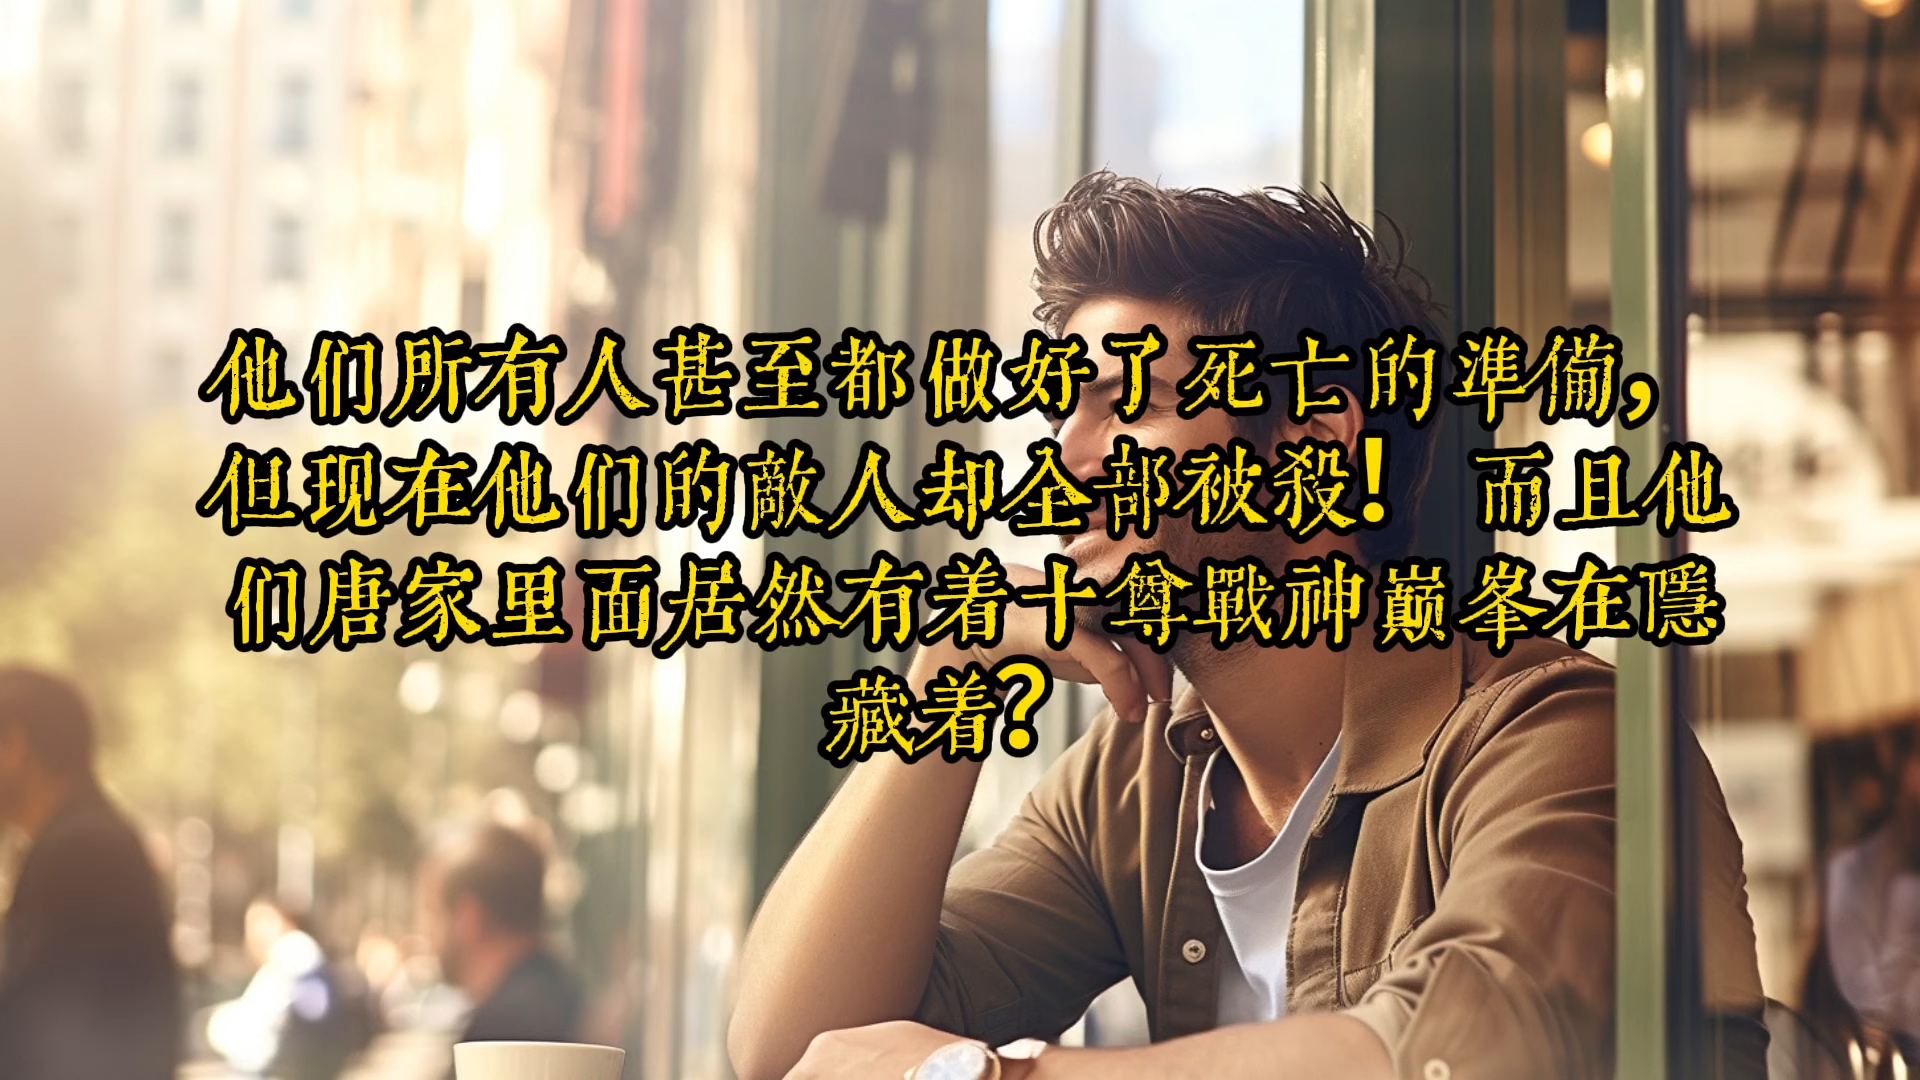 他们所有人甚至都做好了死亡的準備，
但现在他们的敵人却全部被殺！ 而且他
们唐家里面居然有着十尊戰神巅峯在隱
藏着？